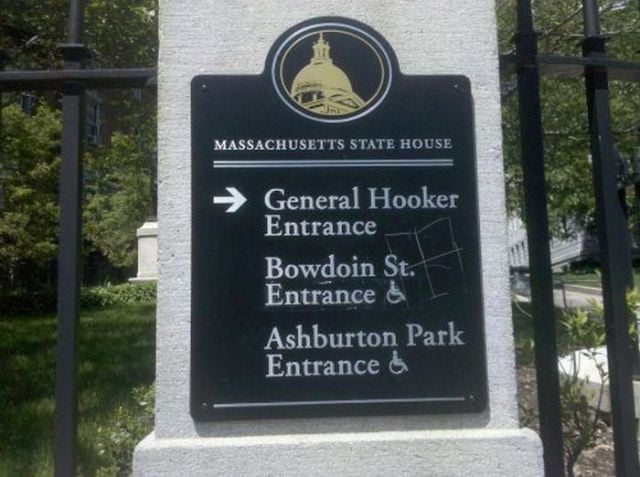 MASSACHUSETTS STATE HOUSE
General Hooker
Entrance
Bowdoin St.
Entrance
Ashburton Park
Entrance